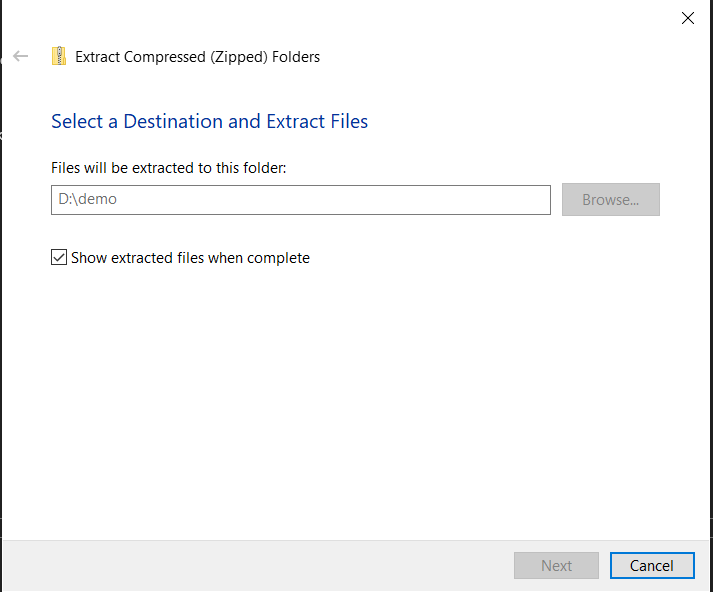 Extract Compressed (Zipped) Folders
Select a Destination and Extract Files
Files will be extracted to this folder:
D:\demo
Browse...
Show extracted files when complete
Next
Cancel